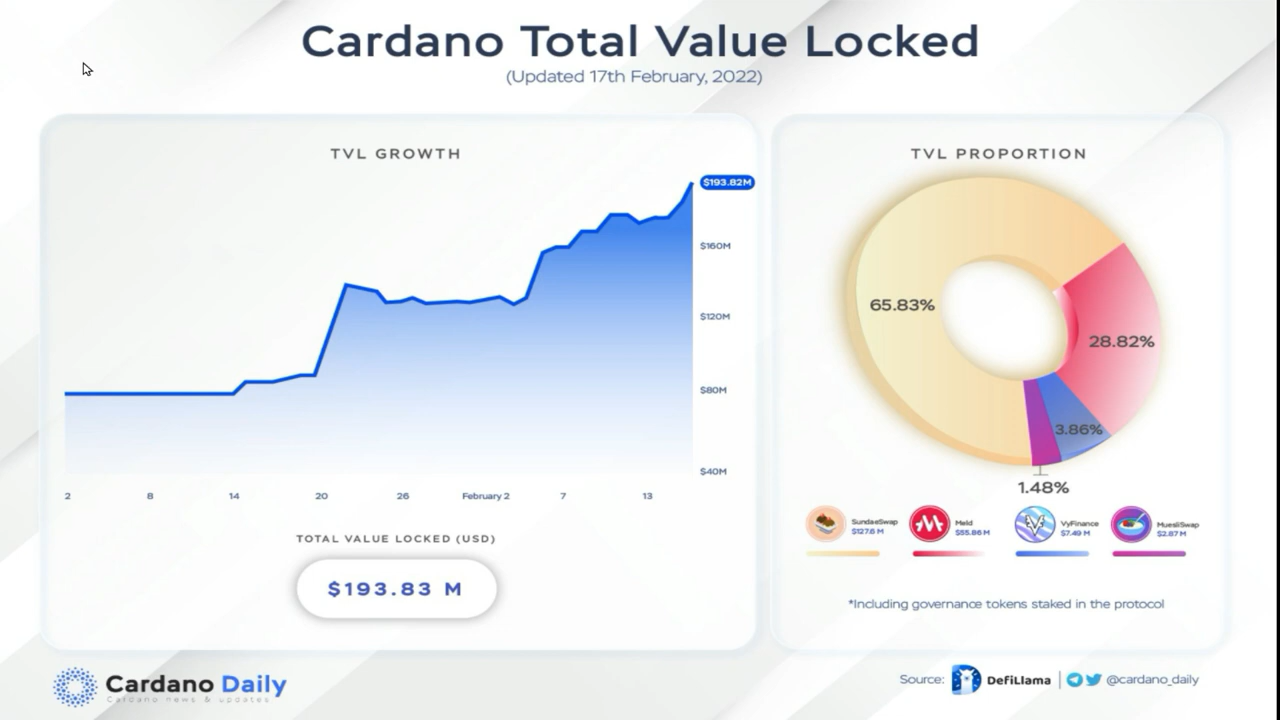 Cardano Total Value Locked
(Updated 17th February, 2022)
TVL GROWTH
$193.82M
$160M
$120M
$80M
$40M
2 8 14 20 26 February 2 7 13
TOTAL VALUE LOCKED (USD)
$193.83 M
TVL PROPORTION
65.83%
28.82%
3.86%
1.48%
SundaeSwap
$127.6 M
Meld
$55.86 M
VyFinance
$7.49 M
MuesliSwap
$2.87 M
*Including governance tokens staked in the protocol
Cardano Daily
Cardano news & updates
Source: DefiLlama | @cardano_daily